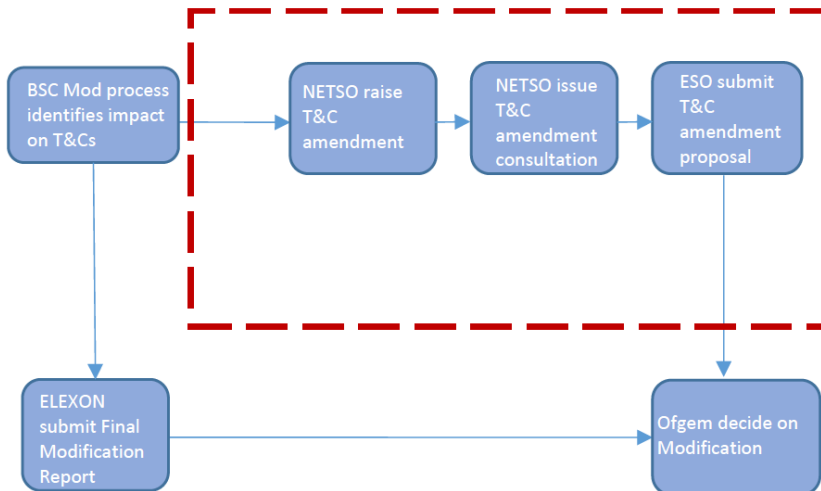 BSC Mod process
identifies impact
on T&Cs
NETSO raise
T&C
amendment
NETSO issue
T&C
amendment
consultation
ESO submit
T&C
amendment
proposal
ELEXON
submit Final
Modification
Report
Ofgem decide on
Modification